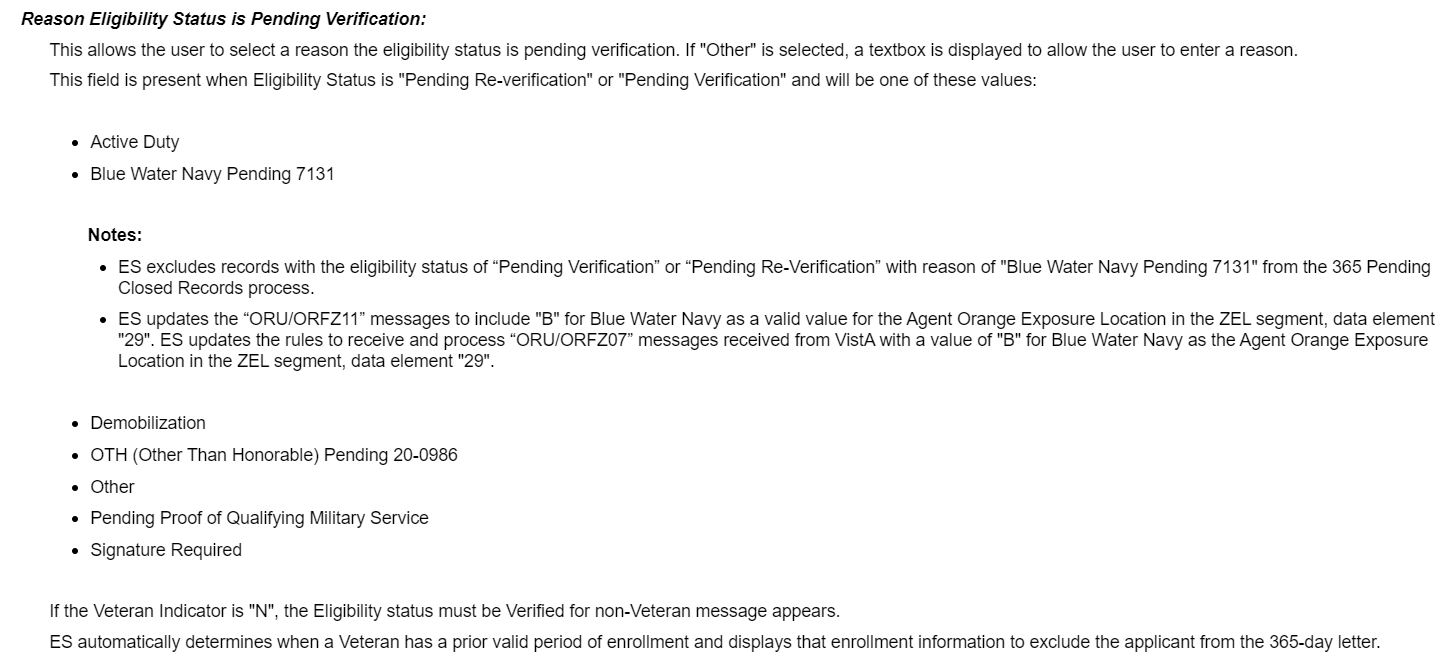 Reason Eligibility Status is Pending Verification:
This allows the user to select a reason the eligibility status is pending verification. If "Other" is selected, a textbox is displayed to allow the user to enter a reason.
This field is present when Eligibility Status is "Pending Re-verification" or "Pending Verification" and will be one of these values:
• Active Duty
• Blue Water Navy Pending 7131
Notes:
• ES excludes records with the eligibility status of “Pending Verification” or “Pending Re-Verification” with reason of "Blue Water Navy Pending 7131" from the 365 Pending
Closed Records process.
• ES updates the “ORU/ORFZ11” messages to include "B" for Blue Water Navy as a valid value for the Agent Orange Exposure Location in the ZEL segment, data element
"29". ES updates the rules to receive and process “ORU/ORFZ07” messages received from VistA with a value of "B" for Blue Water Navy as the Agent Orange Exposure
Location in the ZEL segment, data element "29".
• Demobilization
• OTH (Other Than Honorable) Pending 20-0986
• Other
• Pending Proof of Qualifying Military Service
• Signature Required
If the Veteran Indicator is "N", the Eligibility status must be Verified for non-Veteran message appears.
ES automatically determines when a Veteran has a prior valid period of enrollment and displays that enrollment information to exclude the applicant from the 365-day letter.